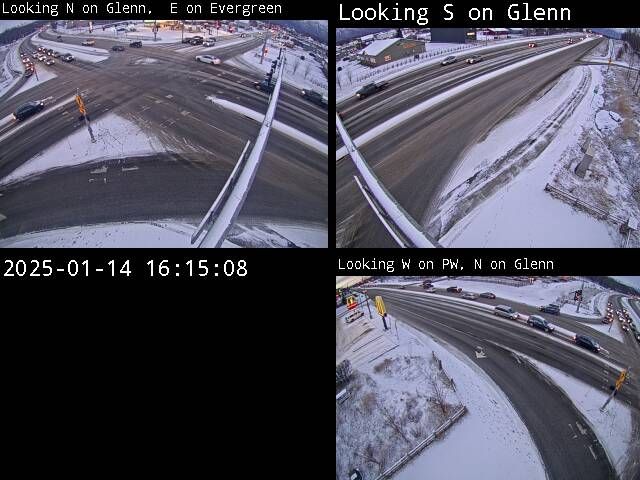 Looking N on Glenn,  E on Evergreen
Looking S on Glenn
2025-01-14 16:15:08
Looking W on PW, N on Glenn